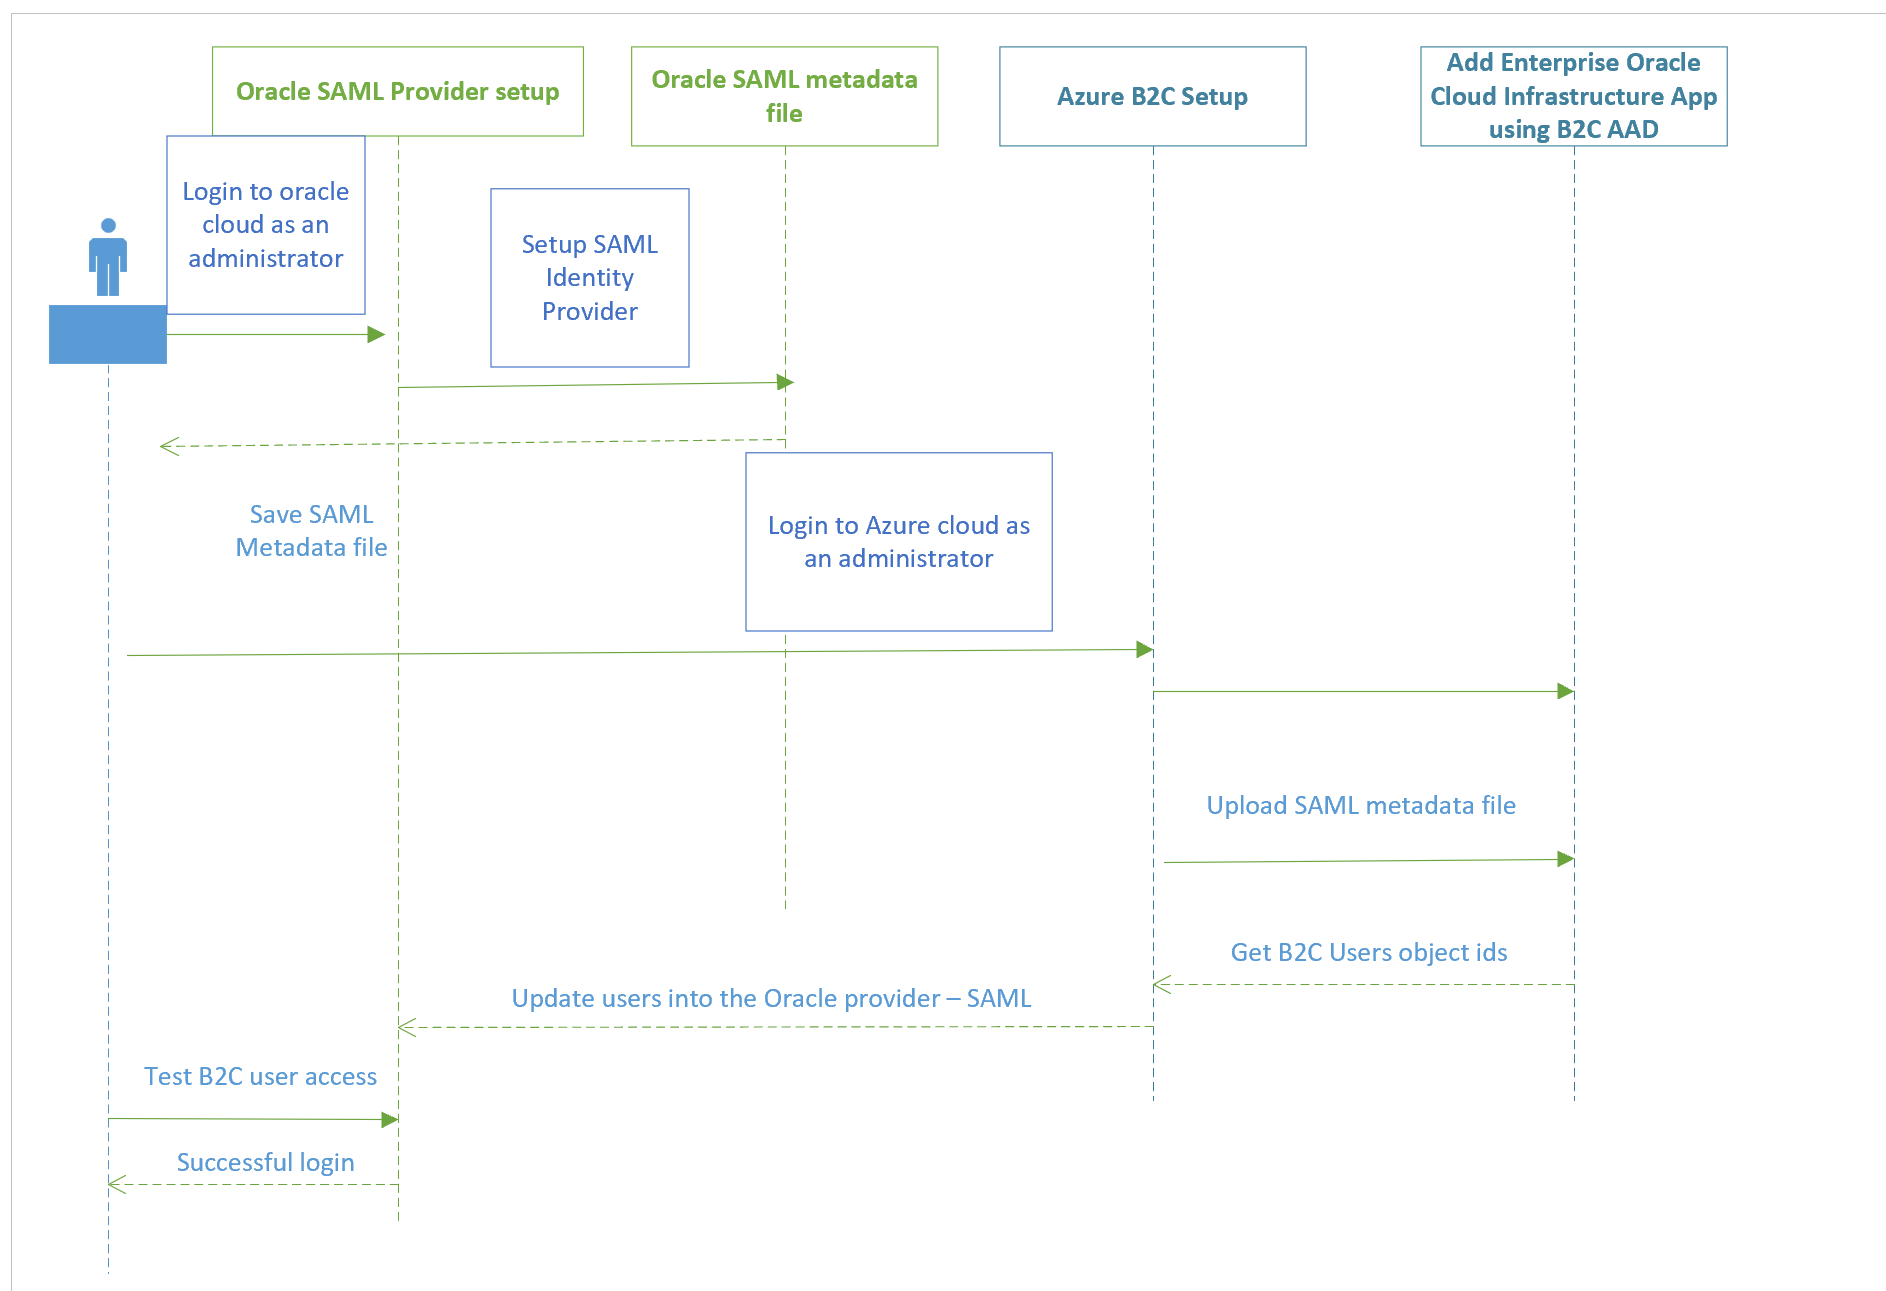 Oracle SAML Provider setup
Oracle SAML metadata
file
Azure B2C Setup
Add Enterprise Oracle
Cloud Infrastructure App
using B2C AAD
Login to oracle
cloud as an
administrator
Setup SAML
Identity
Provider
Save SAML
Metadata file
Login to Azure cloud as
an administrator
Upload SAML metadata file
Get B2C Users object ids
Update users into the Oracle provider – SAML
Test B2C user access
Successful login